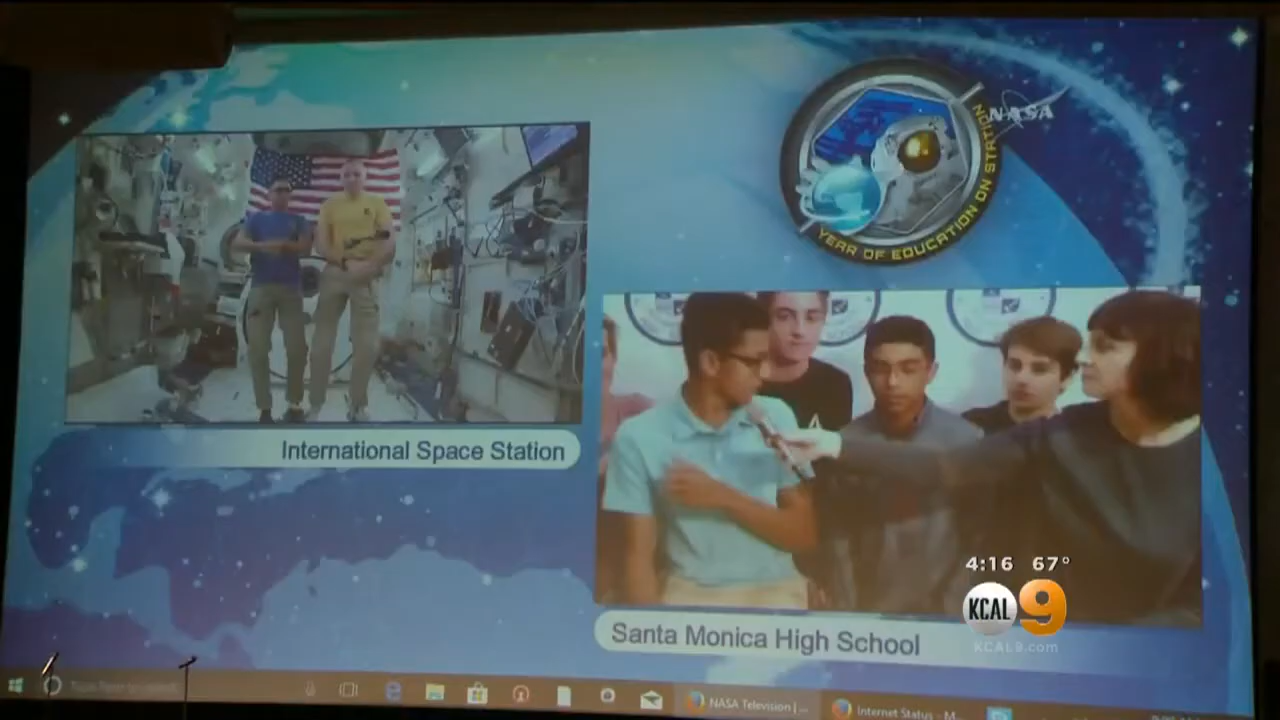 NASA
YEAR OF EDUCATION ON STATION
International Space Station
4:16 67°
KCAL 9
KCAL9.com
Santa Monica High School
NASA Television | ...
Internet Status - M...